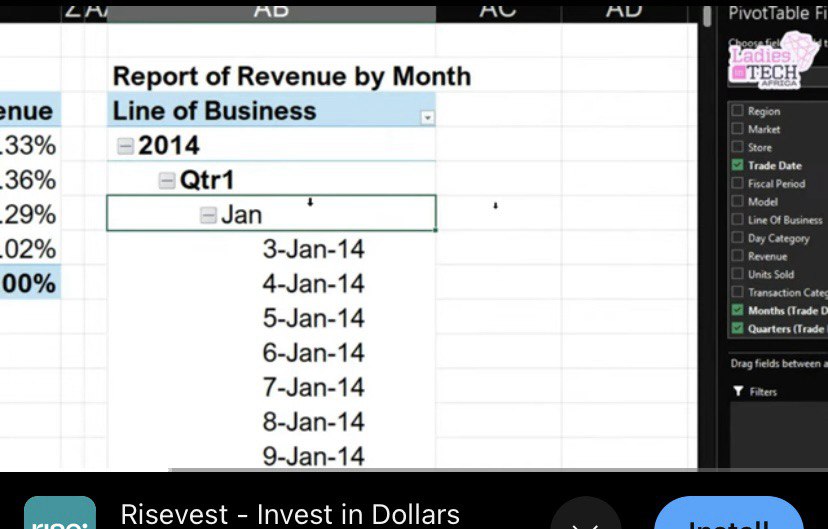 AB
AC
AD
PivotTable Fi
Ladies
in TECH
AFRICA
Report of Revenue by Month
enue
Line of Business
.33%
2014
.36%
Qtr1
.29%
Jan
.02%
3-Jan-14
00%
4-Jan-14
5-Jan-14
6-Jan-14
7-Jan-14
8-Jan-14
9-Jan-14
Region
Market
Store
Trade Date
Fiscal Period
Model
Line Of Business
Day Category
Revenue
Units Sold
Transaction Categ
Months (Trade D
Quarters (Trade
Drag fields between a
Filters
Risevest - Invest in Dollars
Install